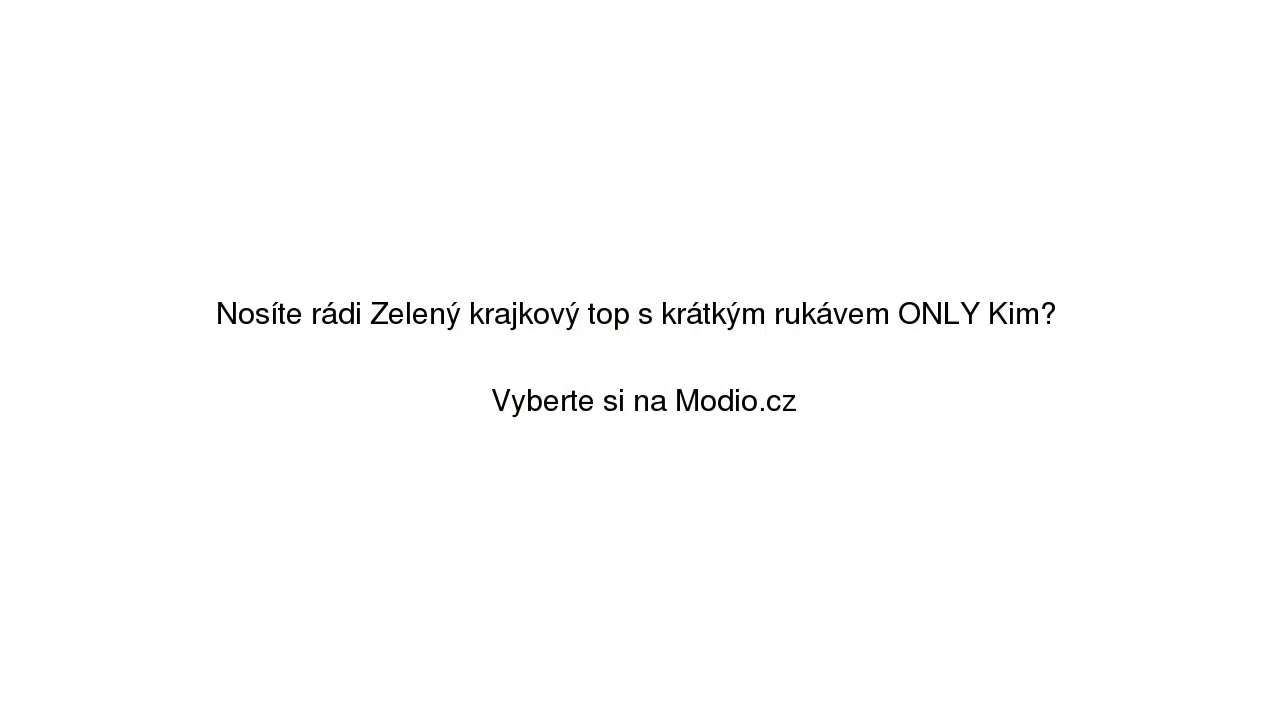 Nosíte rádi Zelený krajkový top s krátkým rukávem ONLY Kim?
Vyberte si na Modio.cz